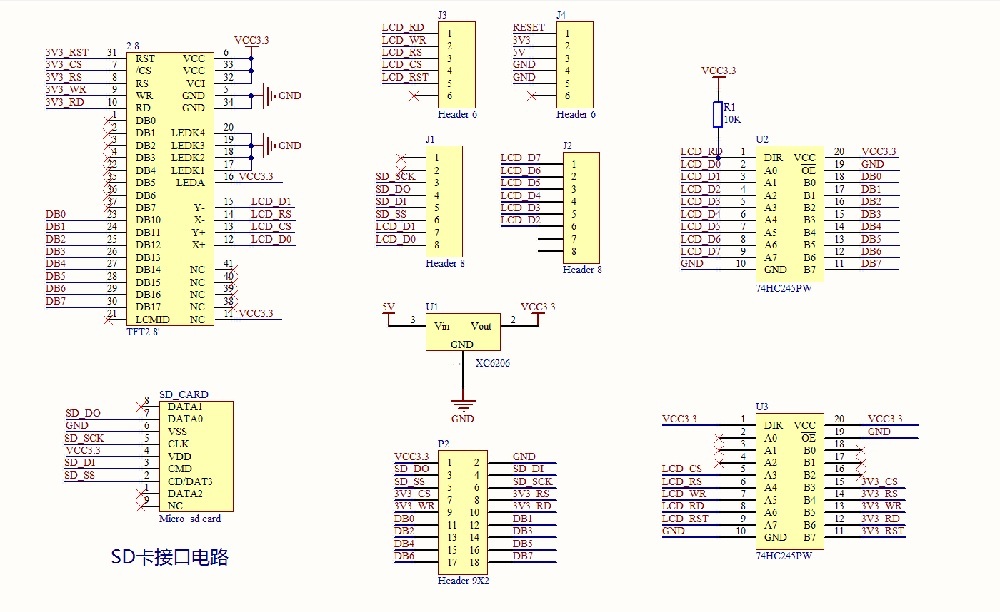 2.8
3V3_RST 31 RST VCC 6 VCC3.3
3V3_CS 7 /CS VCC 33
3V3_RS 8 RS VCI 32
3V3_WR 9 WR GND 5 GND
3V3_RD 10 RD GND 34
1 DB0
2 DB1 LEDK4 20
3 DB2 LEDK3 19 GND
4 DB3 LEDK2 18
22 DB4 LEDK1 17
35 DB5 LEDA 16 VCC3.3
36 DB6
37 DB7 Y- 15 LCD_D1
DB0 23 DB10 X- 14 LCD_RS
DB1 24 DB11 Y+ 13 LCD_CS
DB2 25 DB12 X+ 12 LCD_D0
DB3 26 DB13
DB4 27 DB14 NC 41
DB5 28 DB15 NC 40
DB6 29 DB16 NC 39
DB7 30 DB17 NC 38
21 LCMID NC 11 VCC3.3
TFT2.8'
J3
LCD_RD 1
LCD_WR 2
LCD_RS 3
LCD_CS 4
LCD_RST 5
6
Header 6
J4
RESET 1
3V3 2
5V 3
GND 4
GND 5
6
Header 6
J1
1
2
SD_SCK 3
SD_DO 4
SD_DI 5
SD_SS 6
LCD_D1 7
LCD_D0 8
Header 8
J2
LCD_D7 1
LCD_D6 2
LCD_D5 3
LCD_D4 4
LCD_D3 5
LCD_D2 6
7
8
Header 8
VCC3.3
R1
10K
U2
LCD_RD 1 DIR VCC 20 VCC3.3
LCD_D0 2 A0 OE 19 GND
LCD_D1 3 A1 B0 18 DB0
LCD_D2 4 A2 B1 17 DB1
LCD_D3 5 A3 B2 16 DB2
LCD_D4 6 A4 B3 15 DB3
LCD_D5 7 A5 B4 14 DB4
LCD_D6 8 A6 B5 13 DB5
LCD_D7 9 A7 B6 12 DB6
GND 10 GND B7 11 DB7
74HC245PW
5V U1 VCC3.3
3 Vin Vout 2
GND
XC6206
GND
SD_CARD
8 DATA1
SD_DO 7 DATA0
GND 6 VSS
SD_SCK 5 CLK
VCC3.3 4 VDD
SD_DI 3 CMD
SD_SS 2 CD/DAT3
1 DATA2
9 NC
Micro_sd card
SD卡接口电路
P2
VCC3.3 1 2 GND
SD_DO 3 4 SD_DI
SD_SS 5 6 SD_SCK
3V3_CS 7 8 3V3_RS
3V3_WR 9 10 3V3_RD
DB0 11 12 DB1
DB2 13 14 DB3
DB4 15 16 DB5
DB6 17 18 DB7
Header 9X2
U3
VCC3.3 1 DIR VCC 20 VCC3.3
2 A0 OE 19 GND
3 A1 B0 18
4 A2 B1 17
LCD_CS 5 A3 B2 16
LCD_RS 6 A4 B3 15 3V3_CS
LCD_WR 7 A5 B4 14 3V3_RS
LCD_RD 8 A6 B5 13 3V3_WR
LCD_RST 9 A7 B6 12 3V3_RD
GND 10 GND B7 11 3V3_RST
74HC245PW